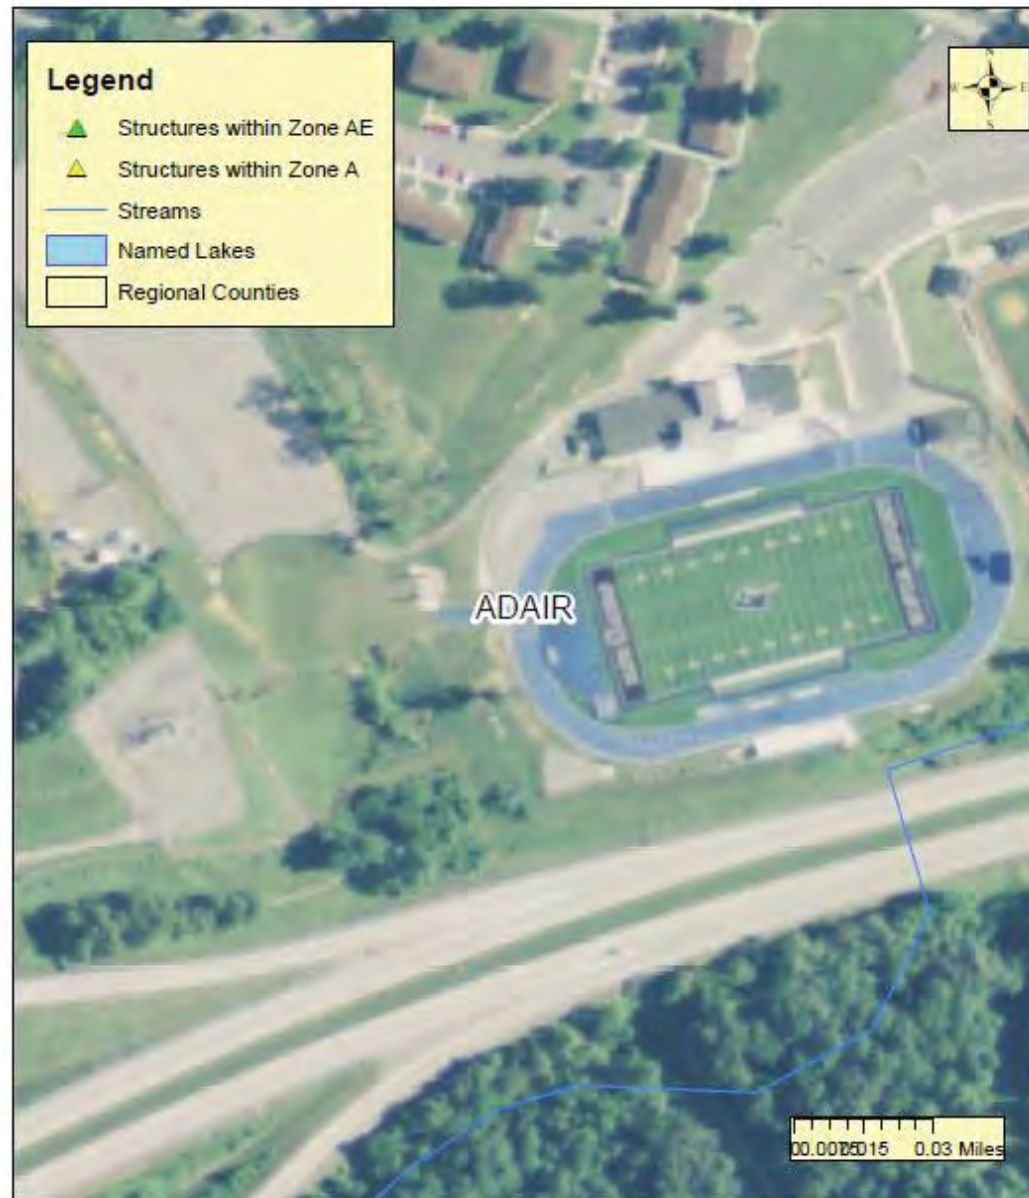 Legend
Structures within Zone AE
Structures within Zone A
Streams
Named Lakes
Regional Counties
N
W
E
S
ADAIR
0.03 Miles